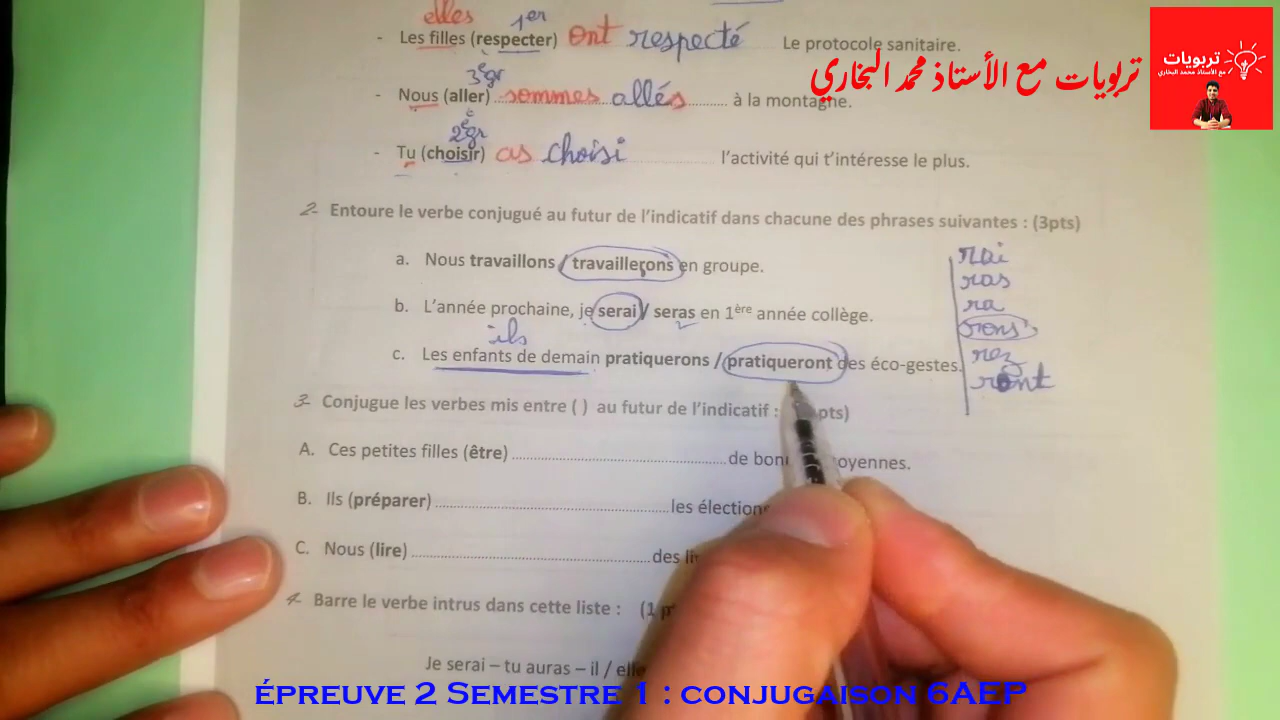 elles 1er
- Les filles (respecter) ont respecté Le protocole sanitaire.
تربويات
مع الأستاذ محمد البخاري
تربويات مع الأستاذ محمد البخاري
3e gr
- Nous (aller) sommes allés à la montagne.
2e gr
- Tu (choisir) as choisi l'activité qui t'intéresse le plus.
2- Entoure le verbe conjugué au futur de l'indicatif dans chacune des phrases suivantes : (3pts)
a. Nous travaillons / travaillerons en groupe.
b. L'année prochaine, je serai / seras en 1ère année collège.
ils
c. Les enfants de demain pratiquerons / pratiqueront des éco-gestes.
rai
ras
ra
rons
rez
ront
3- Conjugue les verbes mis entre ( ) au futur de l'indicatif : pts)
A. Ces petites filles (être) de
B. Ils (préparer) les
C. Nous (lire) des
4- Barre le verbe intrus dans cette liste : (1
Je serai – tu auras – il /
épreuve 2 Semestre 1 : conjugaison 6AEP